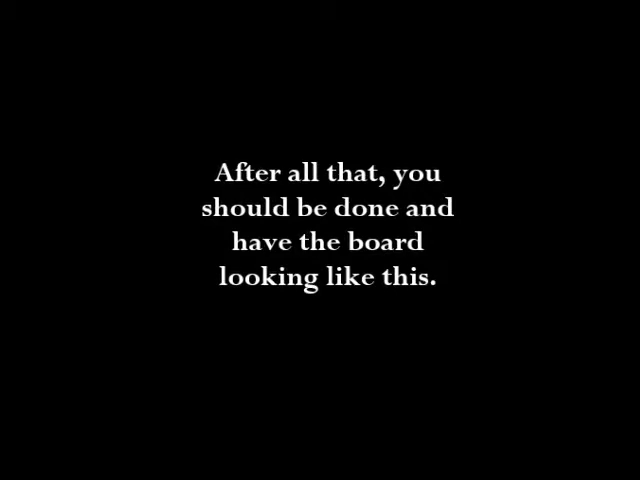 After all that, you
should be done and
have the board
looking like this.